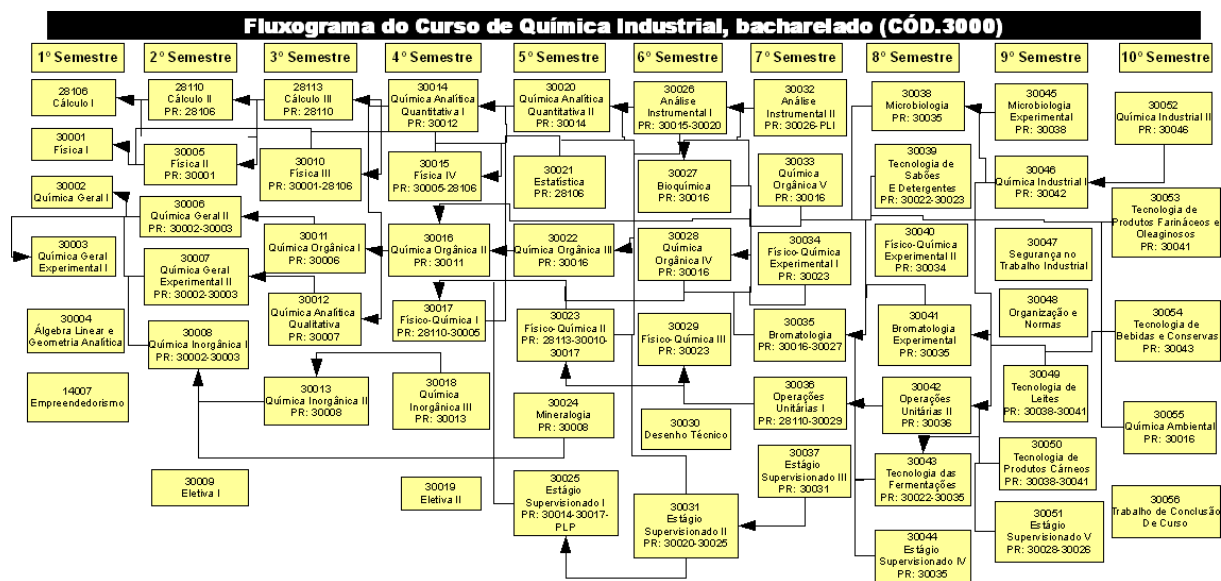 Fluxograma do Curso de Química Industrial, bacharelado (CÓD.3000)
1º Semestre
28106
Cálculo I
30001
Física I
30002
Química Geral I
30003
Química Geral
Experimental I
30004
Álgebra Linear e
Geometria Analítica
14007
Empreendedorismo
2º Semestre
28110
Cálculo II
PR: 28106
30005
Física II
PR: 30001
30006
Química Geral II
PR: 30002-30003
30007
Química Geral
Experimental II
PR: 30002-30003
30008
Química Inorgânica I
PR: 30002-30003
30009
Eletiva I
3º Semestre
28113
Cálculo III
PR: 28110
30010
Física III
PR: 30001-28106
30011
Química Orgânica I
PR: 30006
30012
Química Analítica
Qualitativa
PR: 30007
30013
Química Inorgânica II
PR: 30008
4º Semestre
30014
Química Analítica
Quantitativa I
PR: 30012
30015
Física IV
PR: 30005-28106
30016
Química Orgânica II
PR: 30011
30017
Físico-Química I
PR: 28110-30005
30018
Química
Inorgânica III
PR: 30013
30019
Eletiva II
5º Semestre
30020
Química Analítica
Quantitativa II
PR: 30014
30021
Estatística
PR: 28106
30022
Química Orgânica III
PR: 30016
30023
Físico-Química II
PR: 28113-30010-
30017
30024
Mineralogia
PR: 30008
30025
Estágio
Supervisionado I
PR: 30014-30017-
PLP
6º Semestre
30026
Análise
Instrumental I
PR: 30015-30020
30027
Bioquímica
PR: 30016
30028
Química
Orgânica IV
PR: 30016
30029
Físico-Química III
PR: 30023
30030
Desenho Técnico
30031
Estágio
Supervisionado II
PR: 30020-30025
7º Semestre
30032
Análise
Instrumental II
PR: 30026-PLI
30033
Química
Orgânica V
PR: 30016
30034
Físico-Química
Experimental I
PR: 30023
30035
Bromatologia
PR: 30016-30027
30036
Operações
Unitárias I
PR: 28110-30029
30037
Estágio
Supervisionado III
PR: 30031
8º Semestre
30038
Microbiologia
PR: 30035
30039
Tecnologia de
Sabões
E Detergentes
PR: 30022-30023
30040
Físico-Química
Experimental II
PR: 30034
30041
Bromatologia
Experimental
PR: 30035
30042
Operações
Unitárias II
PR: 30036
30043
Tecnologia das
Fermentações
PR: 30022-30035
30044
Estágio
Supervisionado IV
PR: 30035
9º Semestre
30045
Microbiologia
Experimental
PR: 30038
30046
Química Industrial I
PR: 30042
30047
Segurança no
Trabalho Industrial
30048
Organização e
Normas
30049
Tecnologia de
Leites
PR: 30038-30041
30050
Tecnologia de
Produtos Cárneos
PR: 30038-30041
30051
Estágio
Supervisionado V
PR: 30028-30026
10º Semestre
30052
Química Industrial II
PR: 30046
30053
Tecnologia de
Produtos Farináceos e
Oleaginosos
PR: 30041
30054
Tecnologia de
Bebidas e Conservas
PR: 30043
30055
Química Ambiental
PR: 30016
30056
Trabalho de Conclusão
De Curso